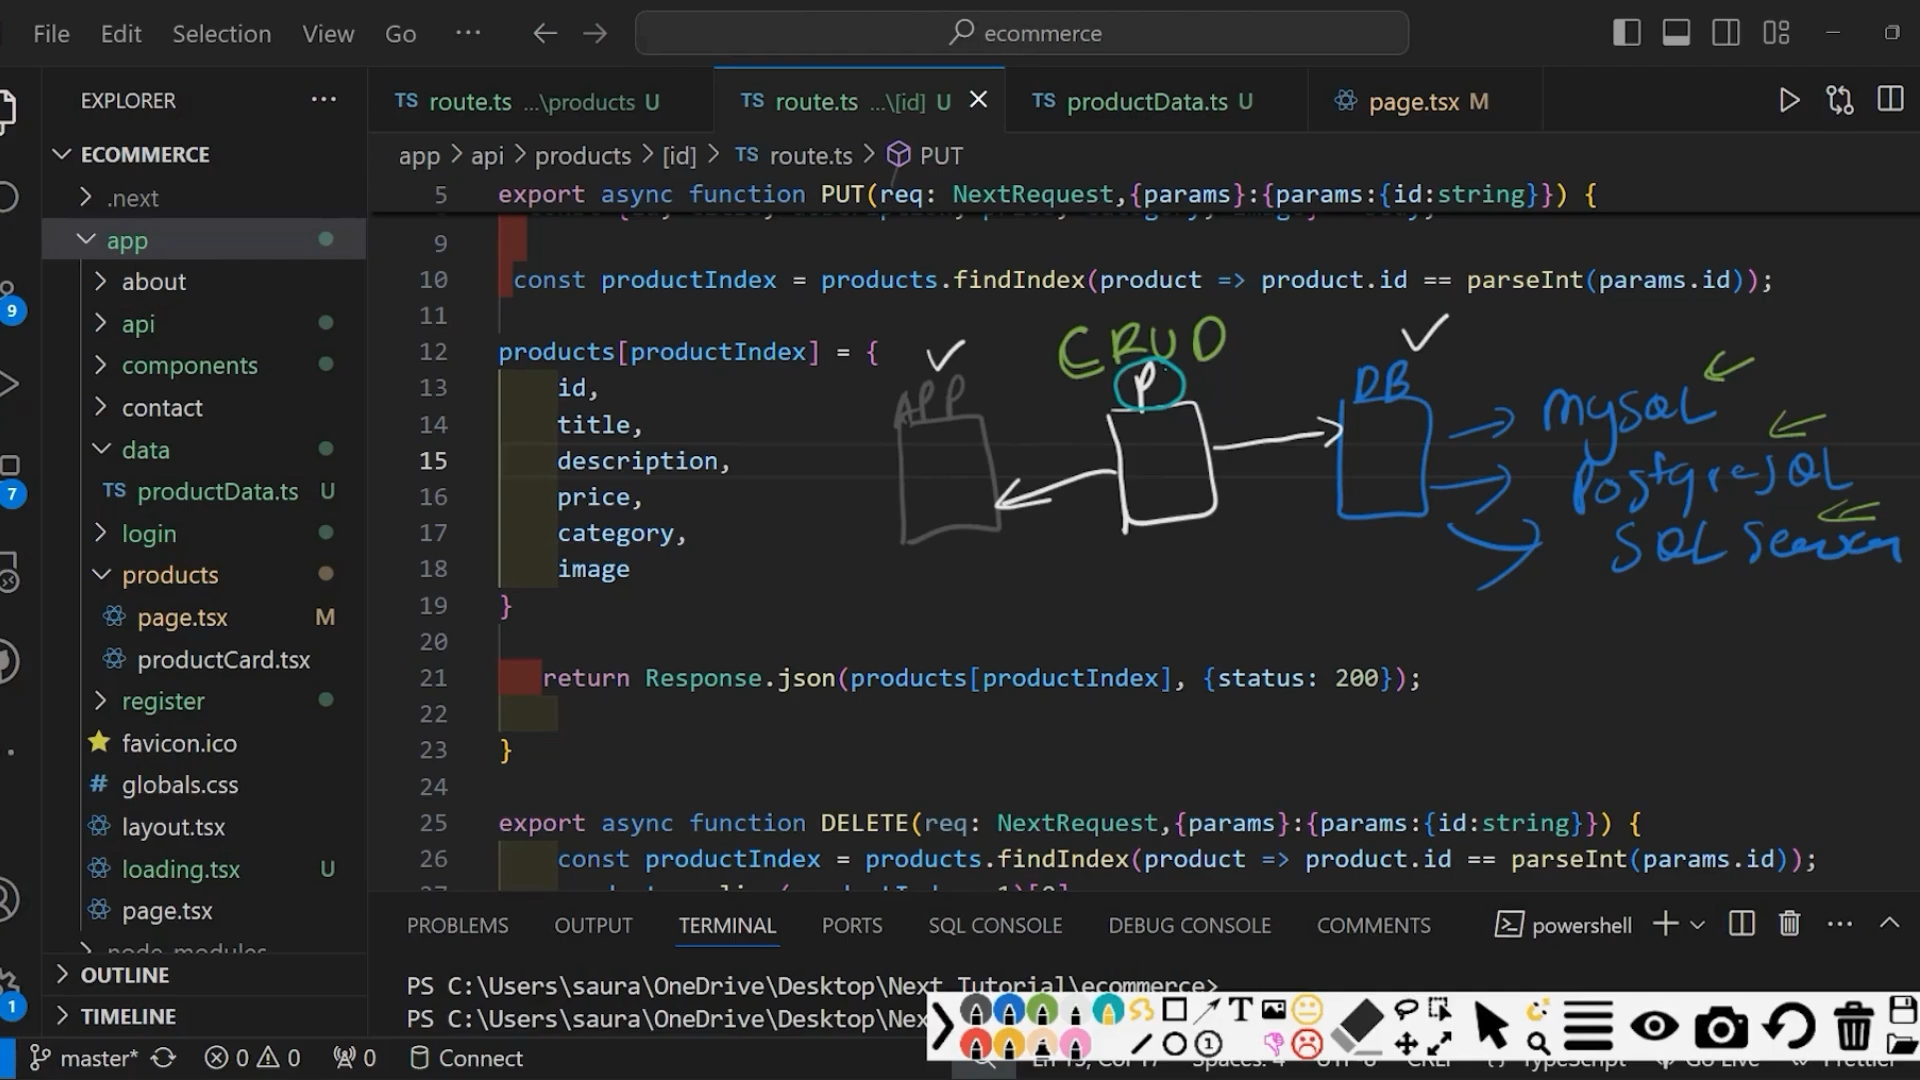 File Edit Selection View Go ··· ecommerce
EXPLORER ···
TS route.ts ...\products U TS route.ts ...\[id] U TS productData.ts U page.tsx M
ECOMMERCE
app > api > products > [id] > TS route.ts > PUT
.next
app
about
api
components
contact
data
TS productData.ts U
login
products
page.tsx M
productCard.tsx
register
favicon.ico
# globals.css
layout.tsx
loading.tsx U
page.tsx
node_modules
OUTLINE
TIMELINE
9
7
1
5 export async function PUT(req: NextRequest,{params}:{params:{id:string}}) {
9
10 const productIndex = products.findIndex(product => product.id == parseInt(params.id));
11
12 products[productIndex] = {
13 id,
14 title,
15 description,
16 price,
17 category,
18 image
19 }
20
21 return Response.json(products[productIndex], {status: 200});
22
23 }
24
25 export async function DELETE(req: NextRequest,{params}:{params:{id:string}}) {
26 const productIndex = products.findIndex(product => product.id == parseInt(params.id));
CRUD
APP
P
DB
mySQL
PostgreSQL
SQL Server
PROBLEMS OUTPUT TERMINAL PORTS SQL CONSOLE DEBUG CONSOLE COMMENTS powershell
PS C:\Users\saura\OneDrive\Desktop\Next Tutorial\ecommerce>
PS C:\Users\saura\OneDrive\Desktop\Nex
master* 0 0 0 Connect